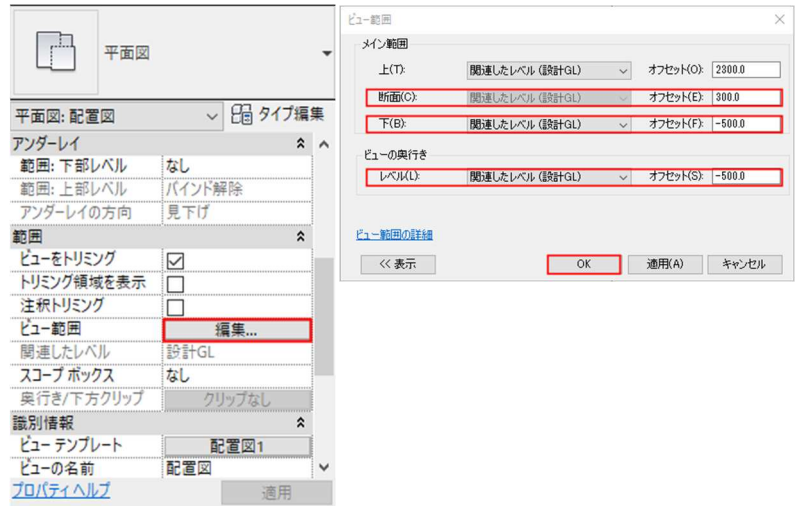 平面図
平面図: 配置図
タイプ編集
アンダーレイ
範囲: 下部レベル なし
範囲: 上部レベル バインド解除
アンダーレイの方向 見下げ
範囲
ビューをトリミング
トリミング領域を表示
注釈トリミング
ビュー範囲 編集...
関連したレベル 設計GL
スコープ ボックス なし
奥行き/下方クリップ クリップなし
識別情報
ビュー テンプレート 配置図1
ビューの名前 配置図
プロパティ ヘルプ 適用
ビュー範囲
メイン範囲
上(T): 関連したレベル (設計GL) オフセット(O): 2300.0
断面(C): 関連したレベル (設計GL) オフセット(E): 300.0
下(B): 関連したレベル (設計GL) オフセット(F): -500.0
ビューの奥行き
レベル(L): 関連したレベル (設計GL) オフセット(S): -500.0
ビュー範囲の詳細
<< 表示 OK 適用(A) キャンセル